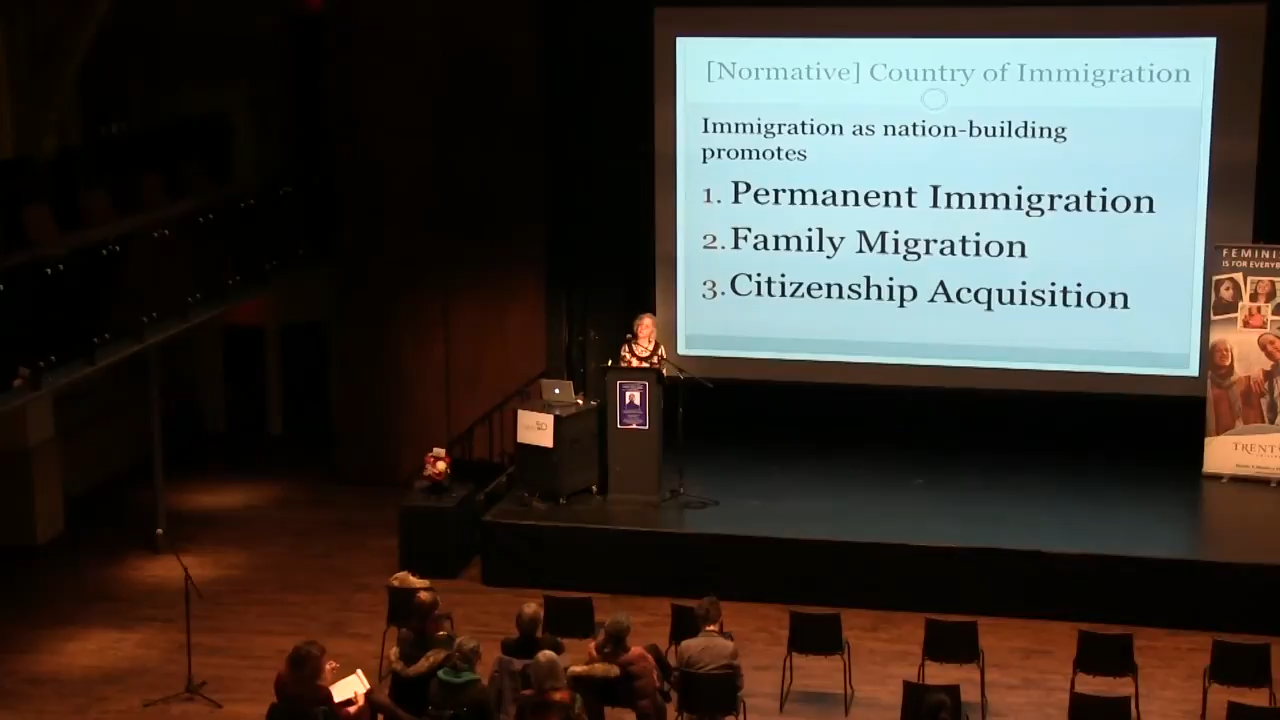 [Normative] Country of Immigration
Immigration as nation-building
promotes
1. Permanent Immigration
2. Family Migration
3. Citizenship Acquisition
FEMINI
IS FOR EVERY
TRENT